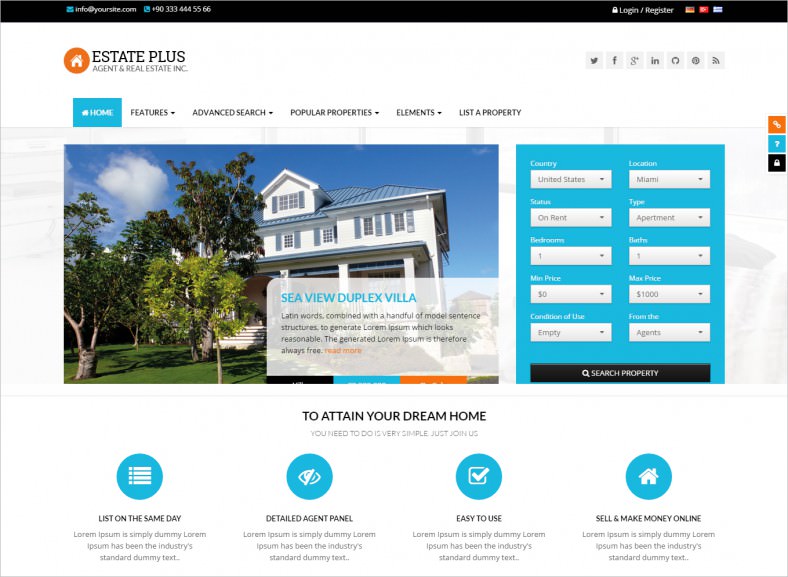 info@yoursite.com +90 333 444 55 66 Login / Register
ESTATE PLUS
AGENT & REAL ESTATE INC.
HOME FEATURES ADVANCED SEARCH POPULAR PROPERTIES ELEMENTS LIST A PROPERTY
Country Location
United States Miami
Status Type
On Rent Apertment
Bedrooms Baths
1 1
Min Price Max Price
$0 $1000
Condition of Use From the
Empty Agents
SEARCH PROPERTY
SEA VIEW DUPLEX VILLA
Latin words, combined with a handful of model sentence
structures, to generate Lorem Ipsum which looks
reasonable. The generated Lorem Ipsum is therefore
always free. read more
TO ATTAIN YOUR DREAM HOME
YOU NEED TO DO IS VERY SIMPLE. JUST JOIN US
LIST ON THE SAME DAY DETAILED AGENT PANEL EASY TO USE SELL & MAKE MONEY ONLINE
Lorem Ipsum is simply dummy Lorem Lorem Ipsum is simply dummy Lorem Lorem Ipsum is simply dummy Lorem Lorem Ipsum is simply dummy Lorem
Ipsum has been the industry's Ipsum has been the industry's Ipsum has been the industry's Ipsum has been the industry's
standard dummy text.. standard dummy text.. standard dummy text.. standard dummy text..